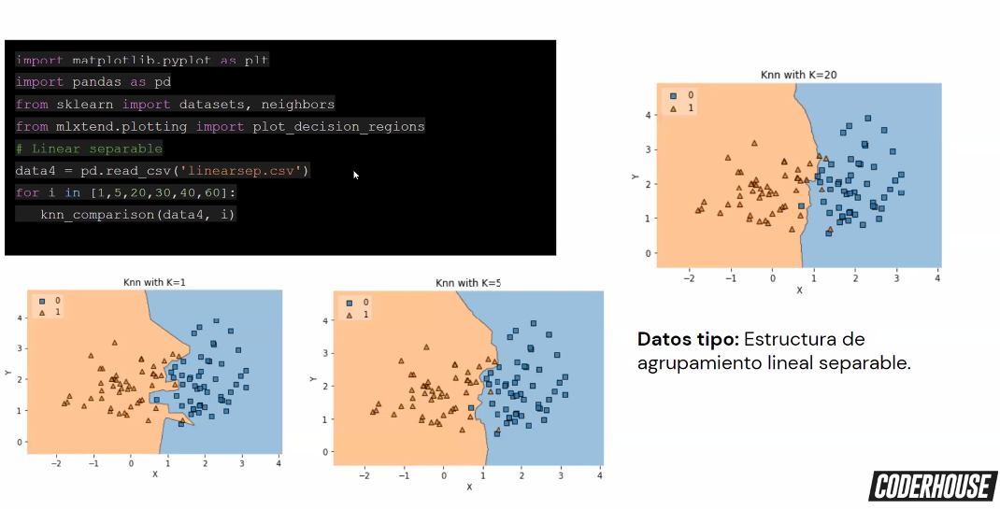 import matplotlib.pyplot as plt
import pandas as pd
from sklearn import datasets, neighbors
from mlxtend.plotting import plot_decision_regions
# Linear separable
data4 = pd.read_csv('linearsep.csv')
for i in [1,5,20,30,40,60]:
knn_comparison(data4, i)
Knn with K=20
0
1
4
3
2
1
0
Y
−2 −1 0 1 2 3 4
X
Knn with K=1
0
1
4
3
2
1
0
Y
−2 −1 0 1 2 3 4
X
Knn with K=5
0
1
4
3
2
1
0
Y
−2 −1 0 1 2 3 4
X
Datos tipo: Estructura de
agrupamiento lineal separable.
CODERHOUSE